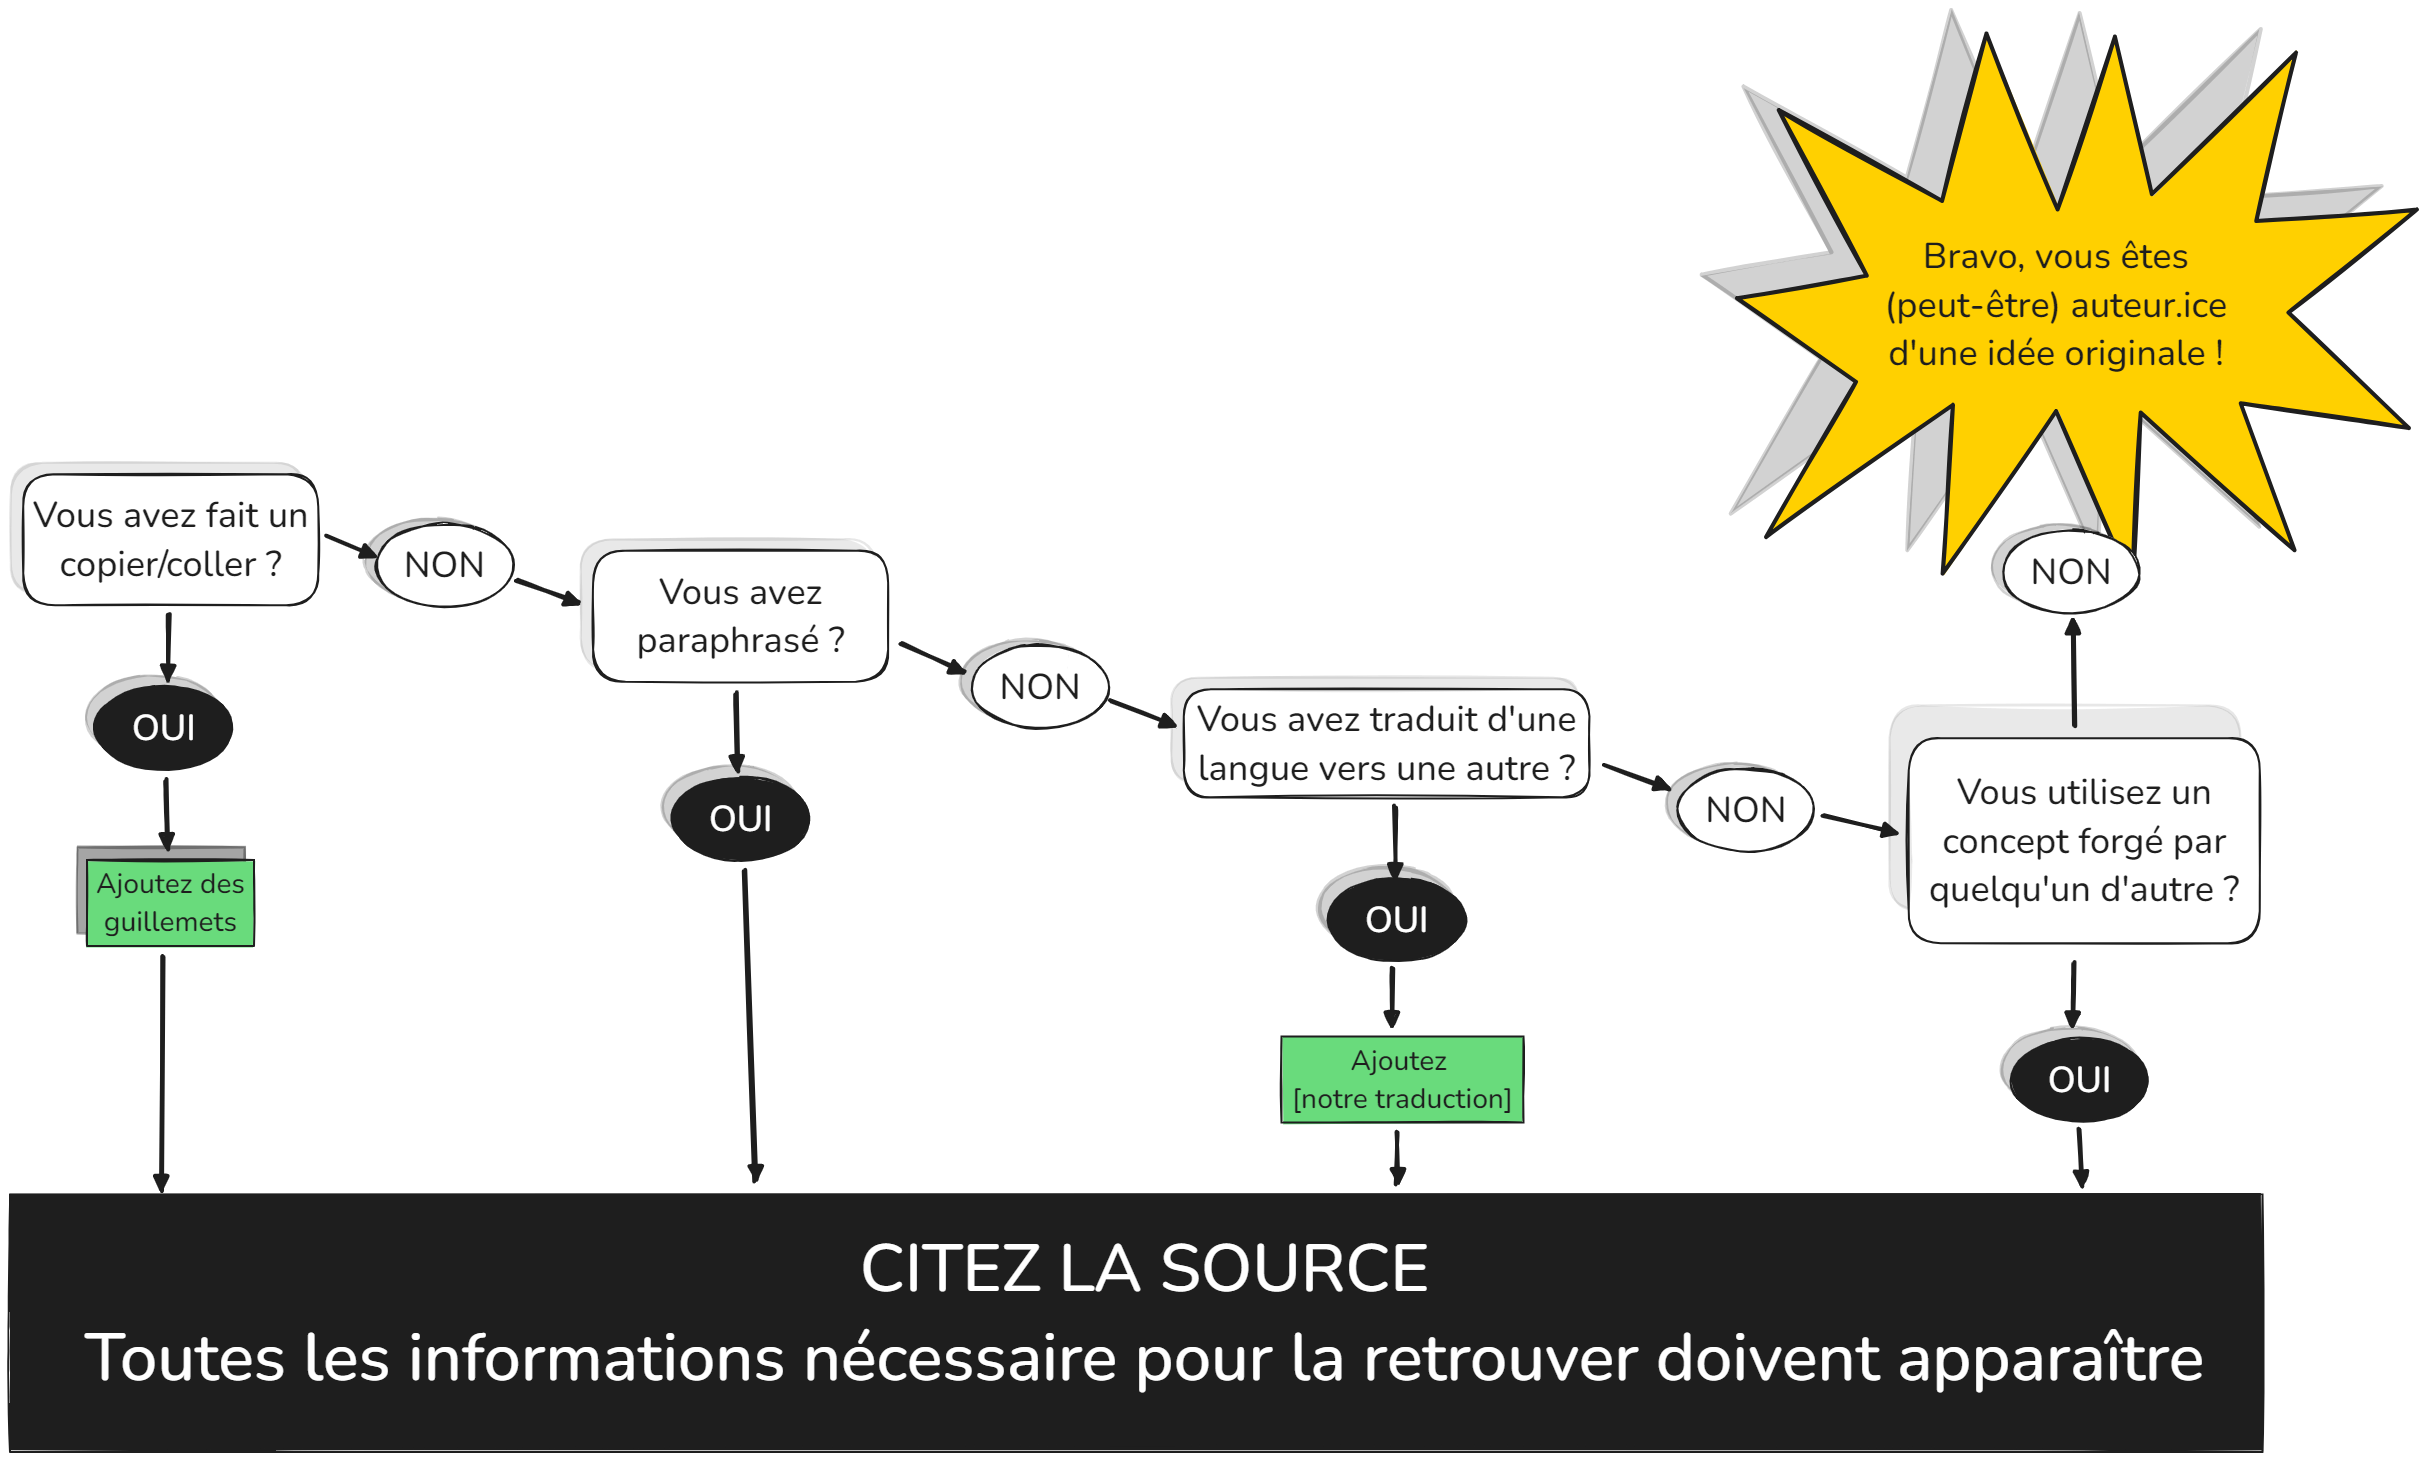 Bravo, vous êtes
(peut-être) auteur.ice
d'une idée originale !
Vous avez fait un
copier/coller ?
NON
OUI
Ajoutez des
guillemets
Vous avez
paraphrasé ?
NON
OUI
Vous avez traduit d'une
langue vers une autre ?
NON
OUI
Ajoutez
[notre traduction]
Vous utilisez un
concept forgé par
quelqu'un d'autre ?
NON
OUI
CITEZ LA SOURCE
Toutes les informations nécessaire pour la retrouver doivent apparaître